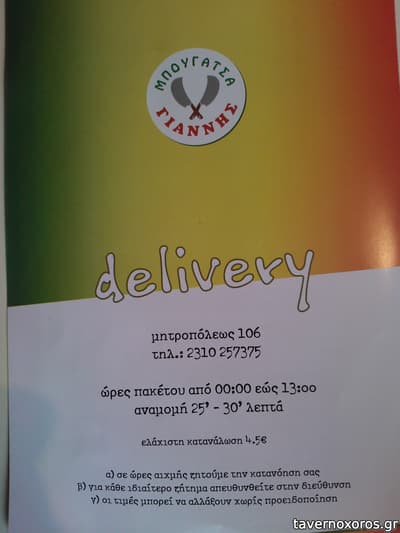 ΜΠΟΥΓΑΤΣΑ
ΓΙΑΝΝΗΣ
delivery
μητροπόλεως 106
τηλ.: 2310 257375
ώρες πακέτου από 00:00 εώς 13:00
αναμομή 25' - 30' λεπτά
ελάχιστη κατανάλωση 4.5€
α) σε ώρες αιχμής ζητούμε την κατανόηση σας
β) για κάθε ιδιαίτερο ζήτημα απευθυνθείτε στην διεύθυνση
γ) οι τιμές μπορεί να αλλάξουν χωρίς προειδοποίηση
tavernoxoros.gr